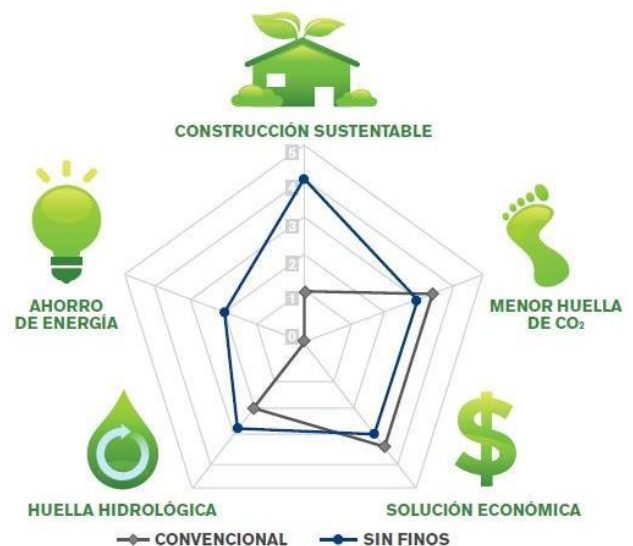 CONSTRUCCIÓN SUSTENTABLE
5
4
3
2
1
0
AHORRO
DE ENERGÍA
MENOR HUELLA
DE CO₂
$
HUELLA HIDROLÓGICA
SOLUCIÓN ECONÓMICA
CONVENCIONAL
SIN FINOS